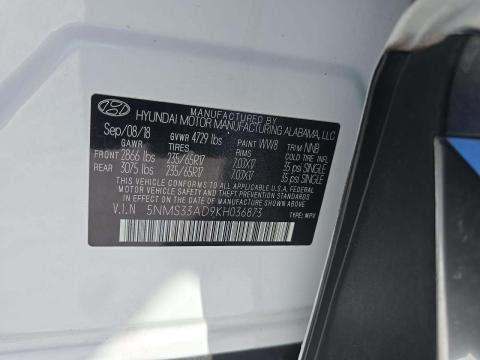 MANUFACTURED BY
HYUNDAI MOTOR MANUFACTURING ALABAMA, LLC
Sep/08/18 GVWR 4729 lbs PAINT WW8 TRIM NNB
TIRES RIMS COLD
FRONT 2866 lbs 235/65R17 7.0JX17 35 psi SINGLE
REAR 3075 lbs 235/65R17 7.0JX17 35 psi SINGLE
THIS VEHICLE CONFORMS TO ALL APPLICABLE FEDERAL
MOTOR VEHICLE SAFETY AND THEFT PREVENTION STANDARDS
IN EFFECT ON THE DATE OF MANUFACTURE SHOWN ABOVE.
V.I.N 5NMS33AD9KH036873 TYPE: MPV